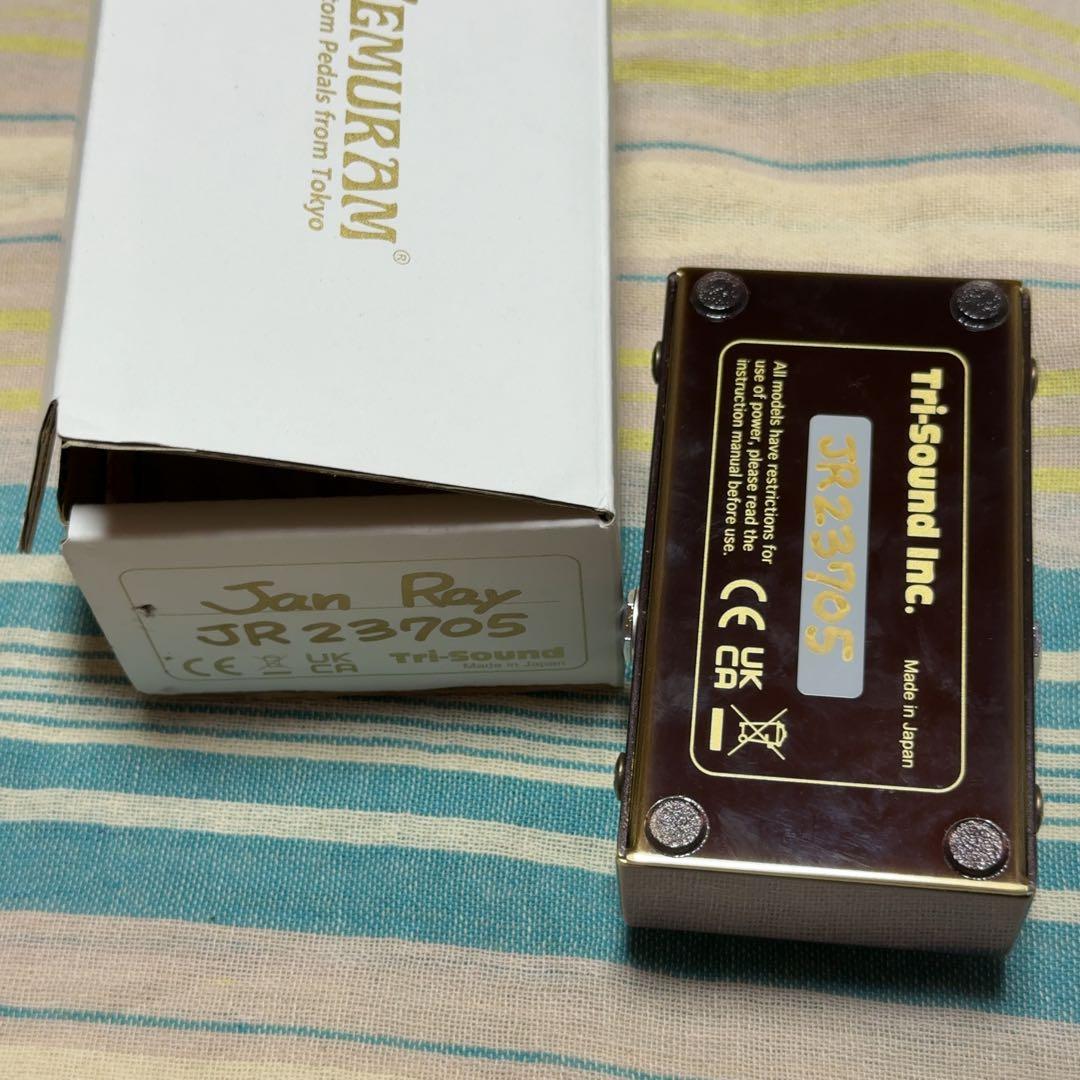 EMURAM®
tom Pedals from Tokyo
Jan Ray
JR23705
CE UK CA Tri-Sound
Made in Japan
Tri-Sound Inc.
Made in Japan
JR23705
All models have restrictions for
use of power, please read the
instruction manual before use.
CE UK CA